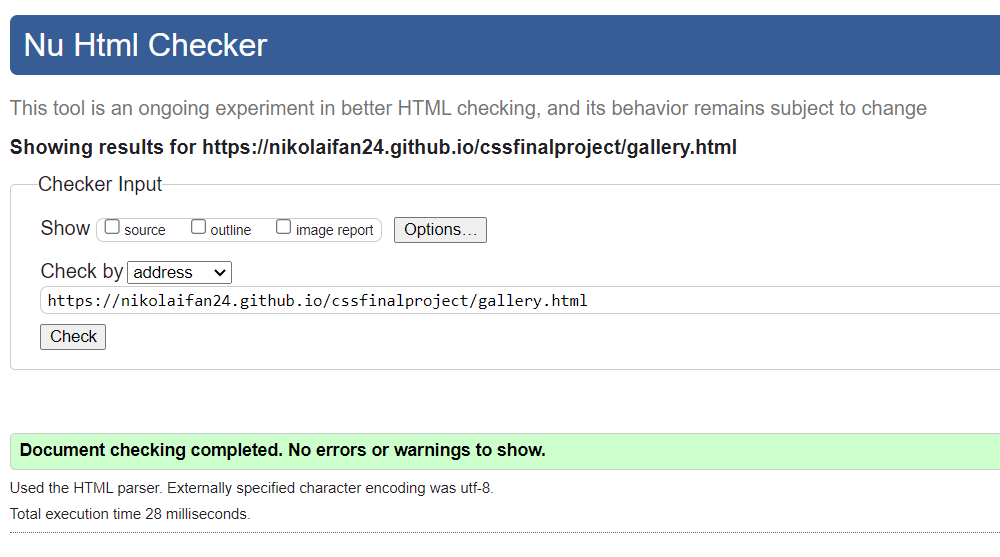 Nu Html Checker
This tool is an ongoing experiment in better HTML checking, and its behavior remains subject to change
Showing results for https://nikolaifan24.github.io/cssfinalproject/gallery.html
Checker Input
Show source outline image report Options...
Check by address
https://nikolaifan24.github.io/cssfinalproject/gallery.html
Check
Document checking completed. No errors or warnings to show.
Used the HTML parser. Externally specified character encoding was utf-8.
Total execution time 28 milliseconds.